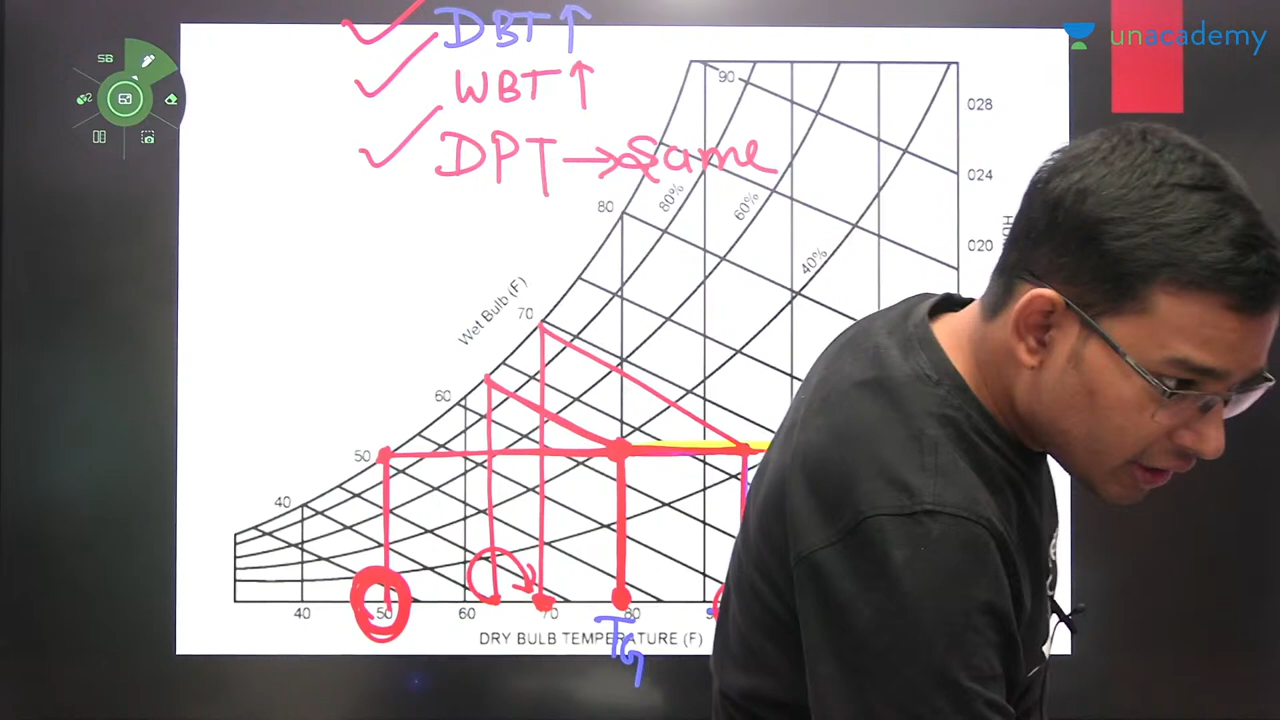 DBT↑
WBT↑
DPT→Same
unacademy
SB
90
028
024
020
80
80%
60%
40%
Wet Bulb (F)
70
60
50
40
40 50 60 70 80
DRY BULB TEMPERATURE (F)